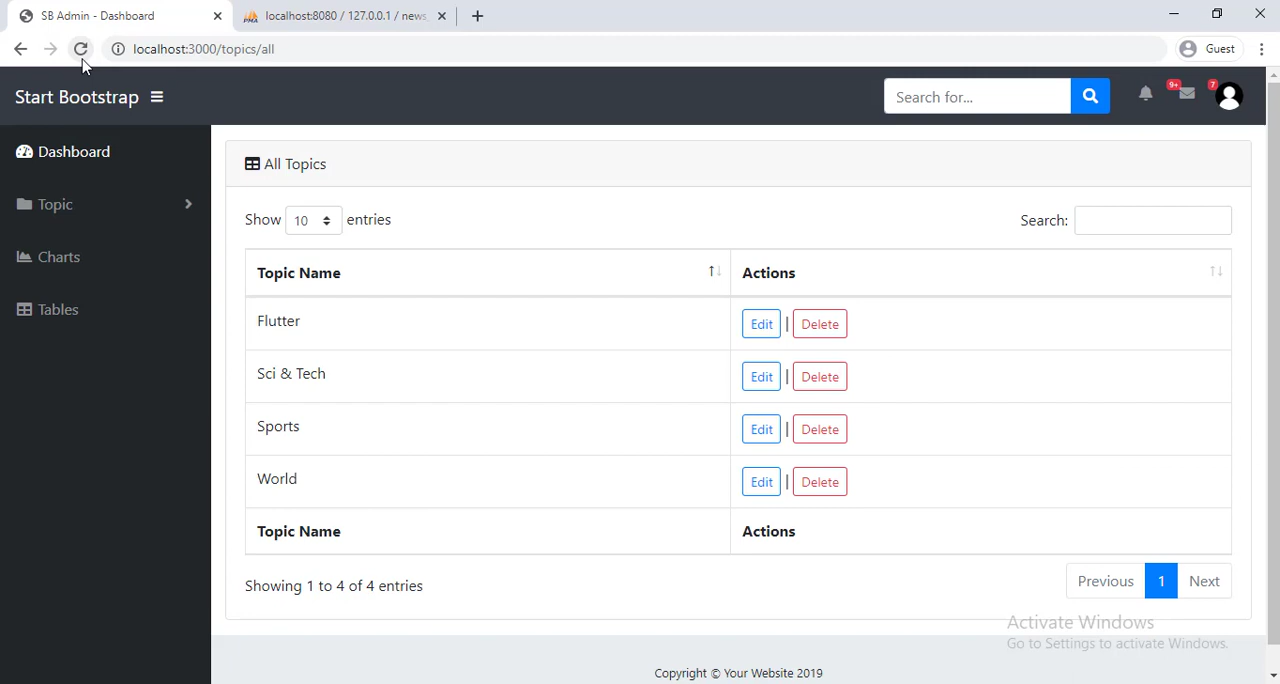 SB Admin - Dashboard
localhost:8080 / 127.0.0.1 / news_
localhost:3000/topics/all
Guest
Start Bootstrap
Search for...
9+
7
Dashboard
Topic
Charts
Tables
All Topics
Show 10 entries
Search:
Topic Name Actions
Flutter Edit | Delete
Sci & Tech Edit | Delete
Sports Edit | Delete
World Edit | Delete
Topic Name Actions
Showing 1 to 4 of 4 entries
Previous 1 Next
Activate Windows
Go to Settings to activate Windows.
Copyright © Your Website 2019